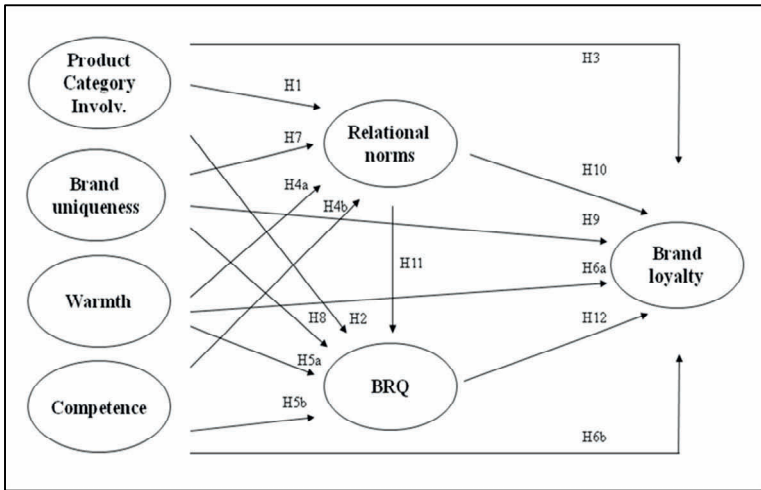 Product
Category
Involv.
H3
H1
Relational
norms
H7
H10
Brand
uniqueness
H4a
H4b
H9
Brand
loyalty
H6a
H11
Warmth
H8
H2
H12
H5a
BRQ
Competence
H5b
H6b